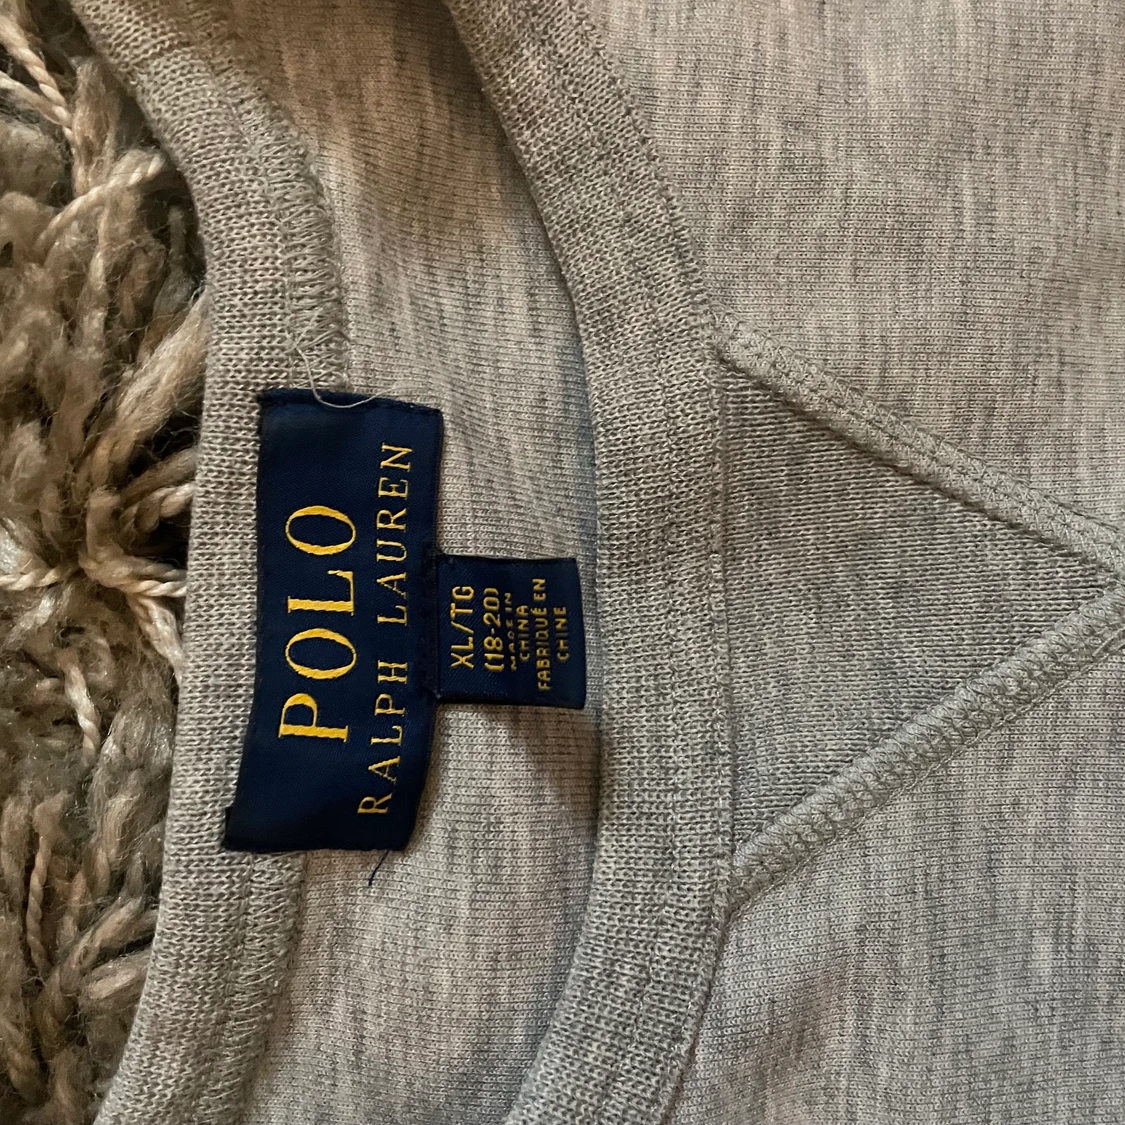 POLO
RALPH LAUREN
XL/TG
(18-20)
MADE IN
CHINA
FABRIQUÉ EN
CHINE